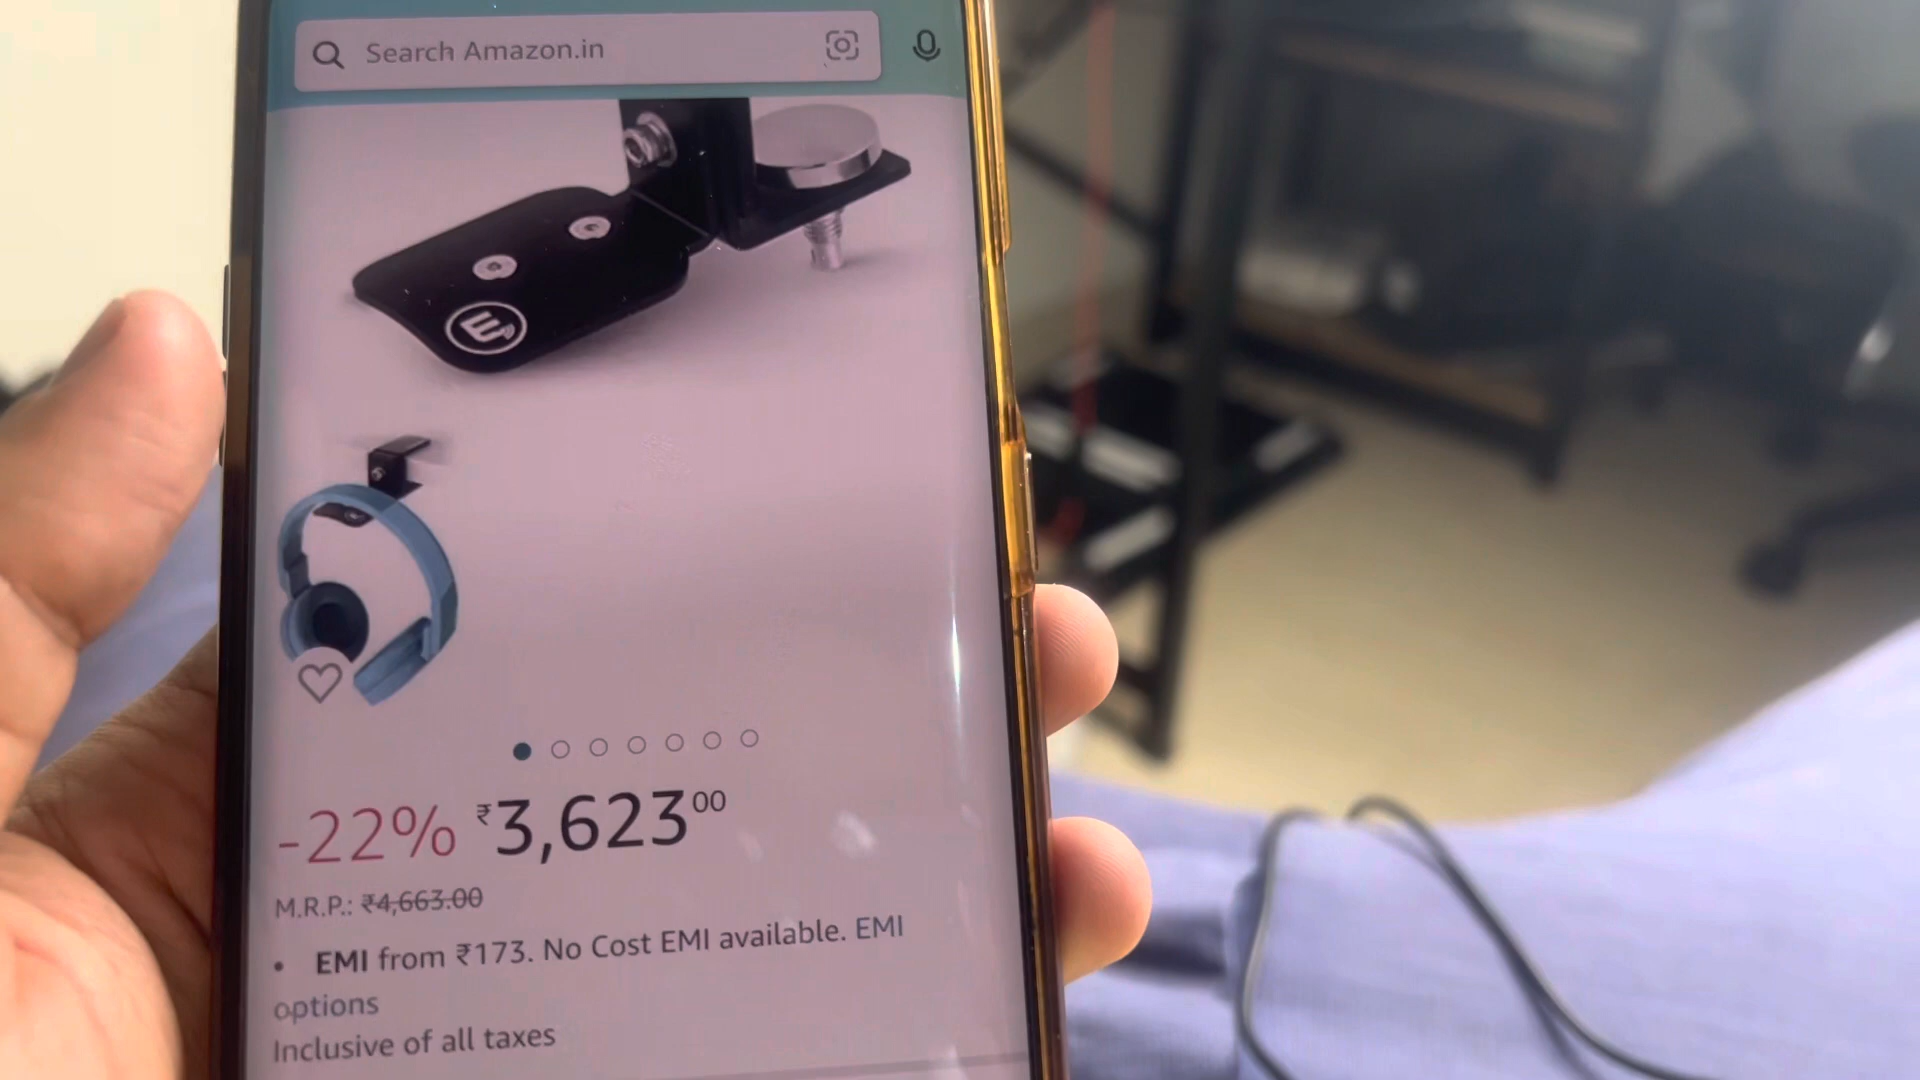 Search Amazon.in
-22% ₹3,623.00
M.R.P.: ₹4,663.00
• EMI from ₹173. No Cost EMI available. EMI
options
Inclusive of all taxes